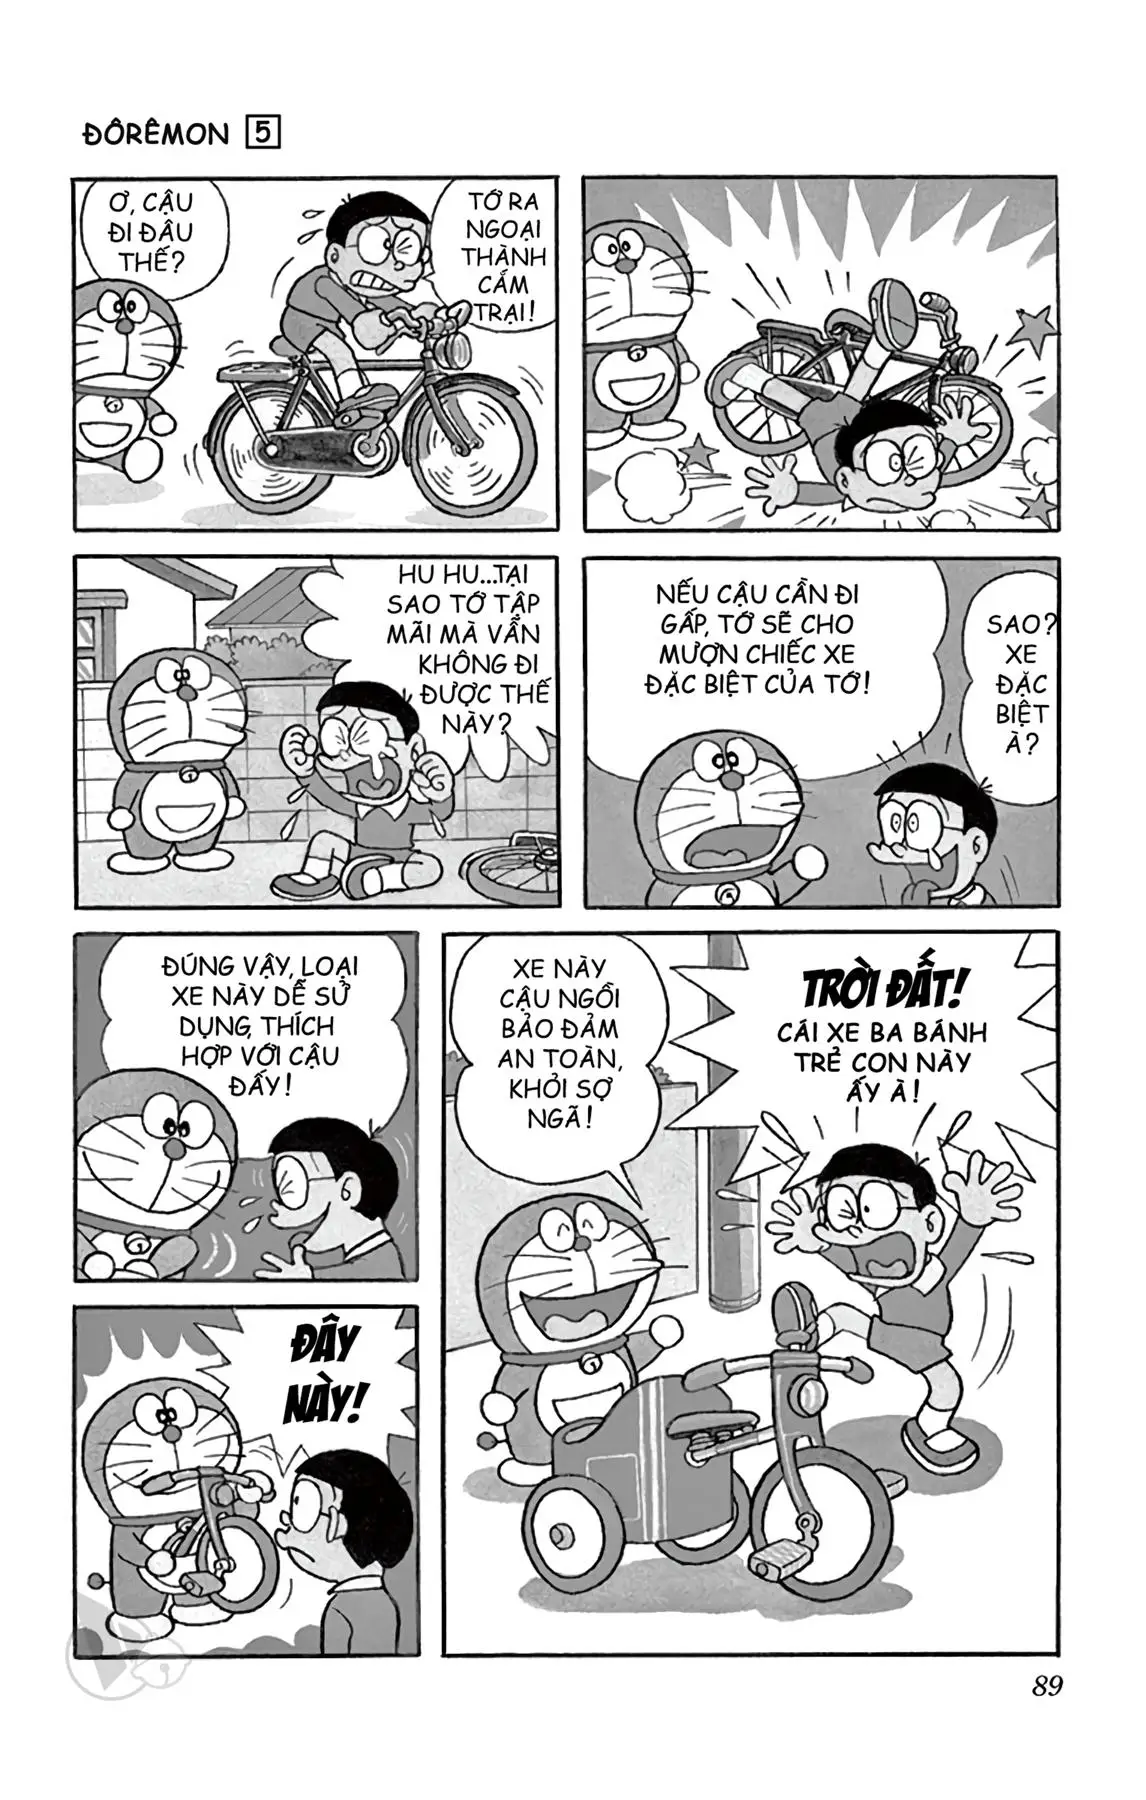 ĐÔRÊMON 5
Ơ, CẬU
ĐI ĐÂU
THẾ?
TỚ RA
NGOẠI
THÀNH
CẮM
TRẠI!
HU HU...TẠI
SAO TỚ TẬP
MÃI MÀ VẪN
KHÔNG ĐI
ĐƯỢC THẾ
NÀY?
NẾU CẬU CẦN ĐI
GẤP, TỚ SẼ CHO
MƯỢN CHIẾC XE
ĐẶC BIỆT CỦA TỚ!
SAO?
XE
ĐẶC
BIỆT
À?
ĐÚNG VẬY, LOẠI
XE NÀY DỄ SỬ
DỤNG, THÍCH
HỢP VỚI CẬU
ĐẤY!
ĐÂY
NÀY!
XE NÀY
CẬU NGỒI
BẢO ĐẢM
AN TOÀN,
KHỎI SỢ
NGÃ!
TRỜI ĐẤT!
CÁI XE BA BÁNH
TRẺ CON NÀY
ẤY À!
89